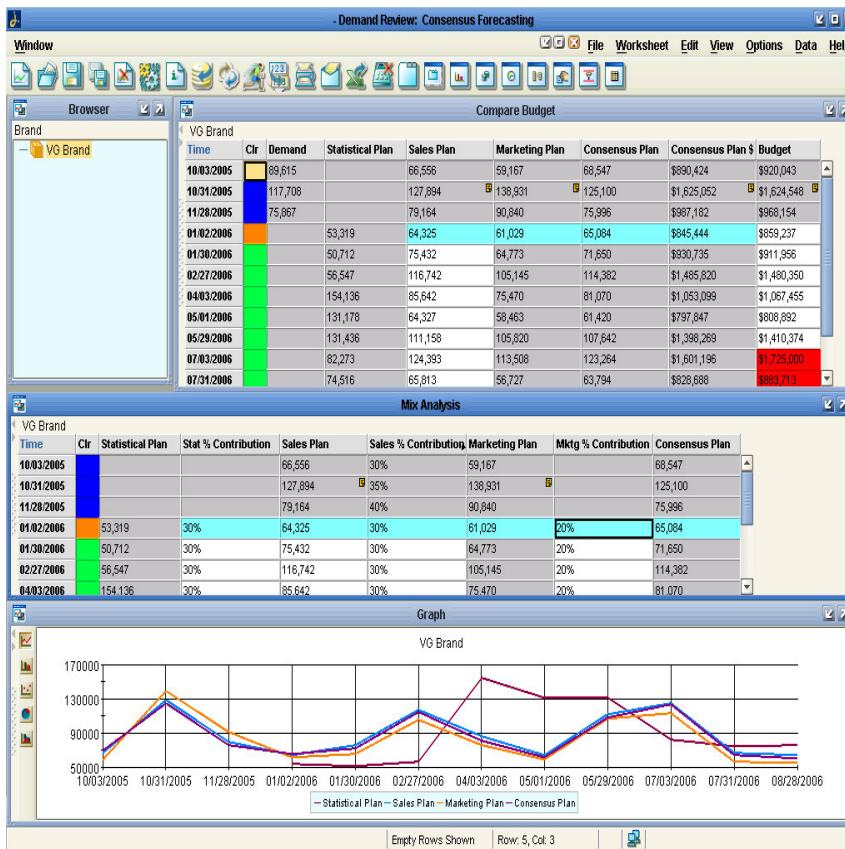 - Demand Review: Consensus Forecasting
Window File Worksheet Edit View Options Data Hel
Browser
Brand
VG Brand
Compare Budget
VG Brand
Time Clr Demand Statistical Plan Sales Plan Marketing Plan Consensus Plan Consensus Plan $ Budget
10/03/2005 89,615 66,556 59,167 68,547 $890,424 $920,043
10/31/2005 117,708 127,894 138,931 125,100 $1,625,052 $1,624,548
11/28/2005 75,867 79,164 90,840 75,996 $987,182 $968,154
01/02/2006 53,319 64,325 61,029 65,084 $845,444 $859,237
01/30/2006 50,712 75,432 64,773 71,650 $930,735 $911,956
02/27/2006 56,547 116,742 105,145 114,382 $1,485,820 $1,480,350
04/03/2006 154,136 85,642 75,470 81,070 $1,053,099 $1,067,455
05/01/2006 131,178 64,327 58,463 61,420 $797,847 $808,892
05/29/2006 131,436 111,158 105,820 107,642 $1,398,269 $1,410,374
07/03/2006 82,273 124,393 113,508 123,264 $1,601,196 $1,725,000
07/31/2006 74,516 65,813 56,727 63,794 $828,688 $883,713
Mix Analysis
VG Brand
Time Clr Statistical Plan Stat % Contribution Sales Plan Sales % Contribution Marketing Plan Mktg % Contribution Consensus Plan
10/03/2005 66,556 30% 59,167 68,547
10/31/2005 127,894 35% 138,931 125,100
11/28/2005 79,164 40% 90,840 75,996
01/02/2006 53,319 30% 64,325 30% 61,029 20% 65,084
01/30/2006 50,712 30% 75,432 30% 64,773 20% 71,650
02/27/2006 56,547 30% 116,742 30% 105,145 20% 114,382
04/03/2006 154,136 30% 85,642 30% 75,470 20% 81,070
Graph
VG Brand
170000
130000
90000
50000
10/03/2005 10/31/2005 11/28/2005 01/02/2006 01/30/2006 02/27/2006 04/03/2006 05/01/2006 05/29/2006 07/03/2006 07/31/2006 08/28/2006
Statistical Plan Sales Plan Marketing Plan Consensus Plan
Empty Rows Shown Row: 5, Col: 3